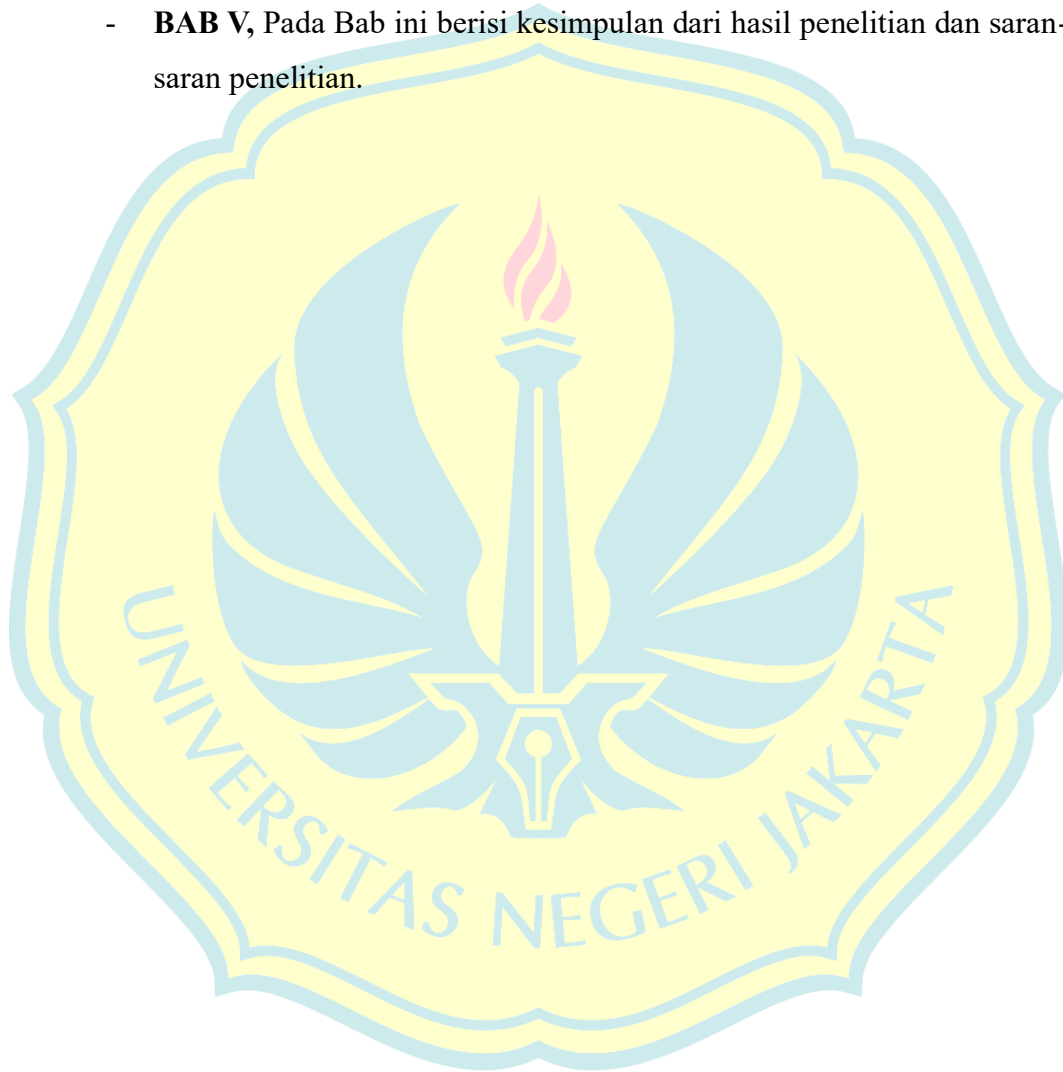 - BAB V, Pada Bab ini berisi kesimpulan dari hasil penelitian dan saran-
saran penelitian.
UNIVERSITAS NEGERI JAKARTA